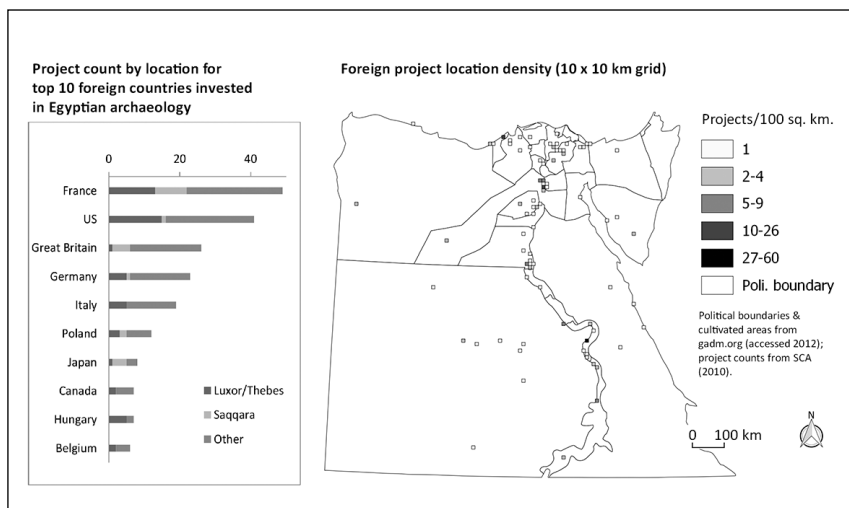 Project count by location for
top 10 foreign countries invested
in Egyptian archaeology
0 20 40
France
US
Great Britain
Germany
Italy
Poland
Japan
Canada
Hungary
Belgium
Luxor/Thebes
Saqqara
Other
Foreign project location density (10 x 10 km grid)
Projects/100 sq. km.
1
2-4
5-9
10-26
27-60
Poli. boundary
Political boundaries &
cultivated areas from
gadm.org (accessed 2012);
project counts from SCA
(2010).
N
0 100 km